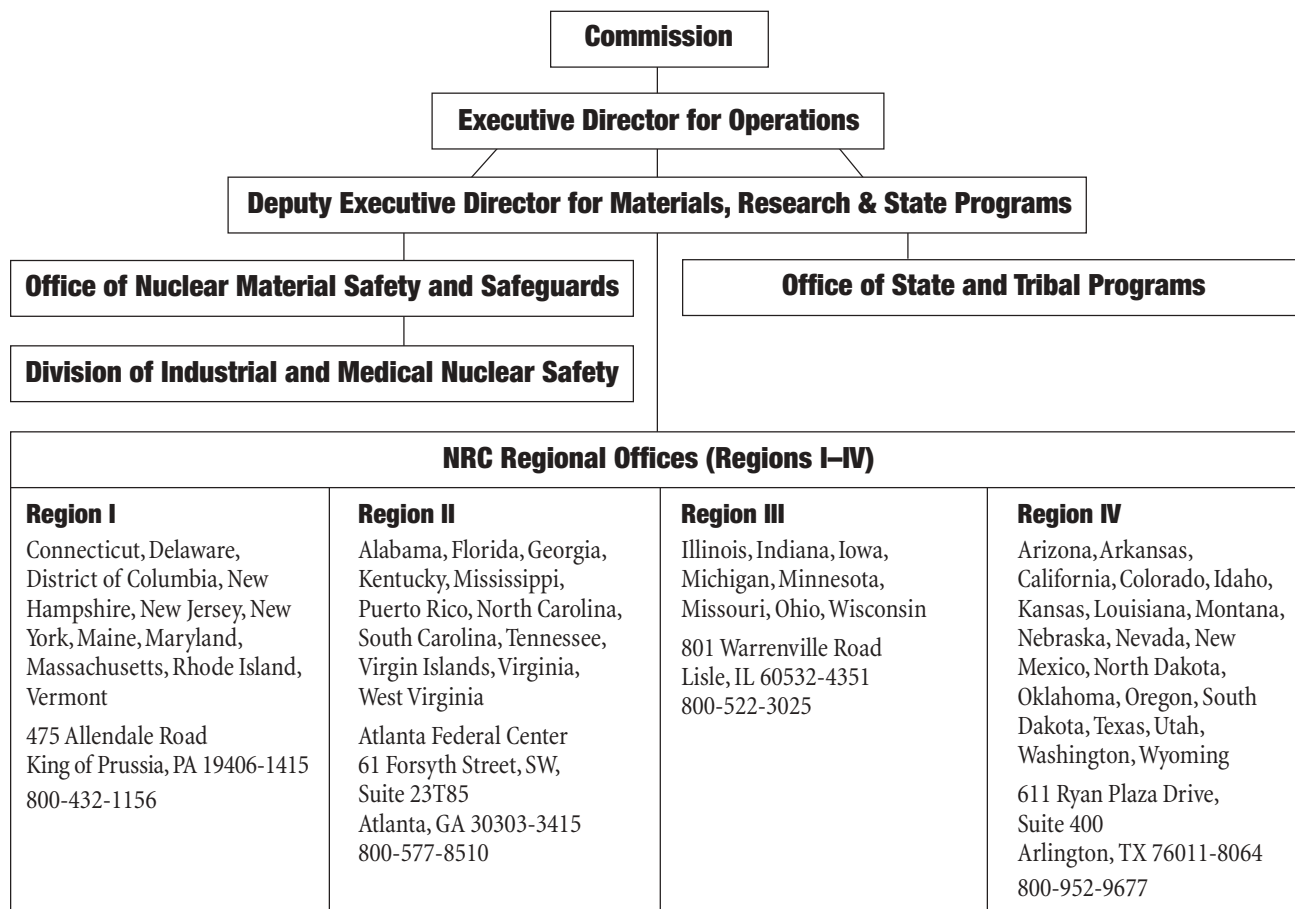 Commission
Executive Director for Operations
Deputy Executive Director for Materials, Research & State Programs
Office of Nuclear Material Safety and Safeguards
Office of State and Tribal Programs
Division of Industrial and Medical Nuclear Safety
NRC Regional Offices (Regions I–IV)
Region I
Connecticut, Delaware,
District of Columbia, New
Hampshire, New Jersey, New
York, Maine, Maryland,
Massachusetts, Rhode Island,
Vermont
475 Allendale Road
King of Prussia, PA 19406-1415
800-432-1156
Region II
Alabama, Florida, Georgia,
Kentucky, Mississippi,
Puerto Rico, North Carolina,
South Carolina, Tennessee,
Virgin Islands, Virginia,
West Virginia
Atlanta Federal Center
61 Forsyth Street, SW,
Suite 23T85
Atlanta, GA 30303-3415
800-577-8510
Region III
Illinois, Indiana, Iowa,
Michigan, Minnesota,
Missouri, Ohio, Wisconsin
801 Warrenville Road
Lisle, IL 60532-4351
800-522-3025
Region IV
Arizona, Arkansas,
California, Colorado, Idaho,
Kansas, Louisiana, Montana,
Nebraska, Nevada, New
Mexico, North Dakota,
Oklahoma, Oregon, South
Dakota, Texas, Utah,
Washington, Wyoming
611 Ryan Plaza Drive,
Suite 400
Arlington, TX 76011-8064
800-952-9677